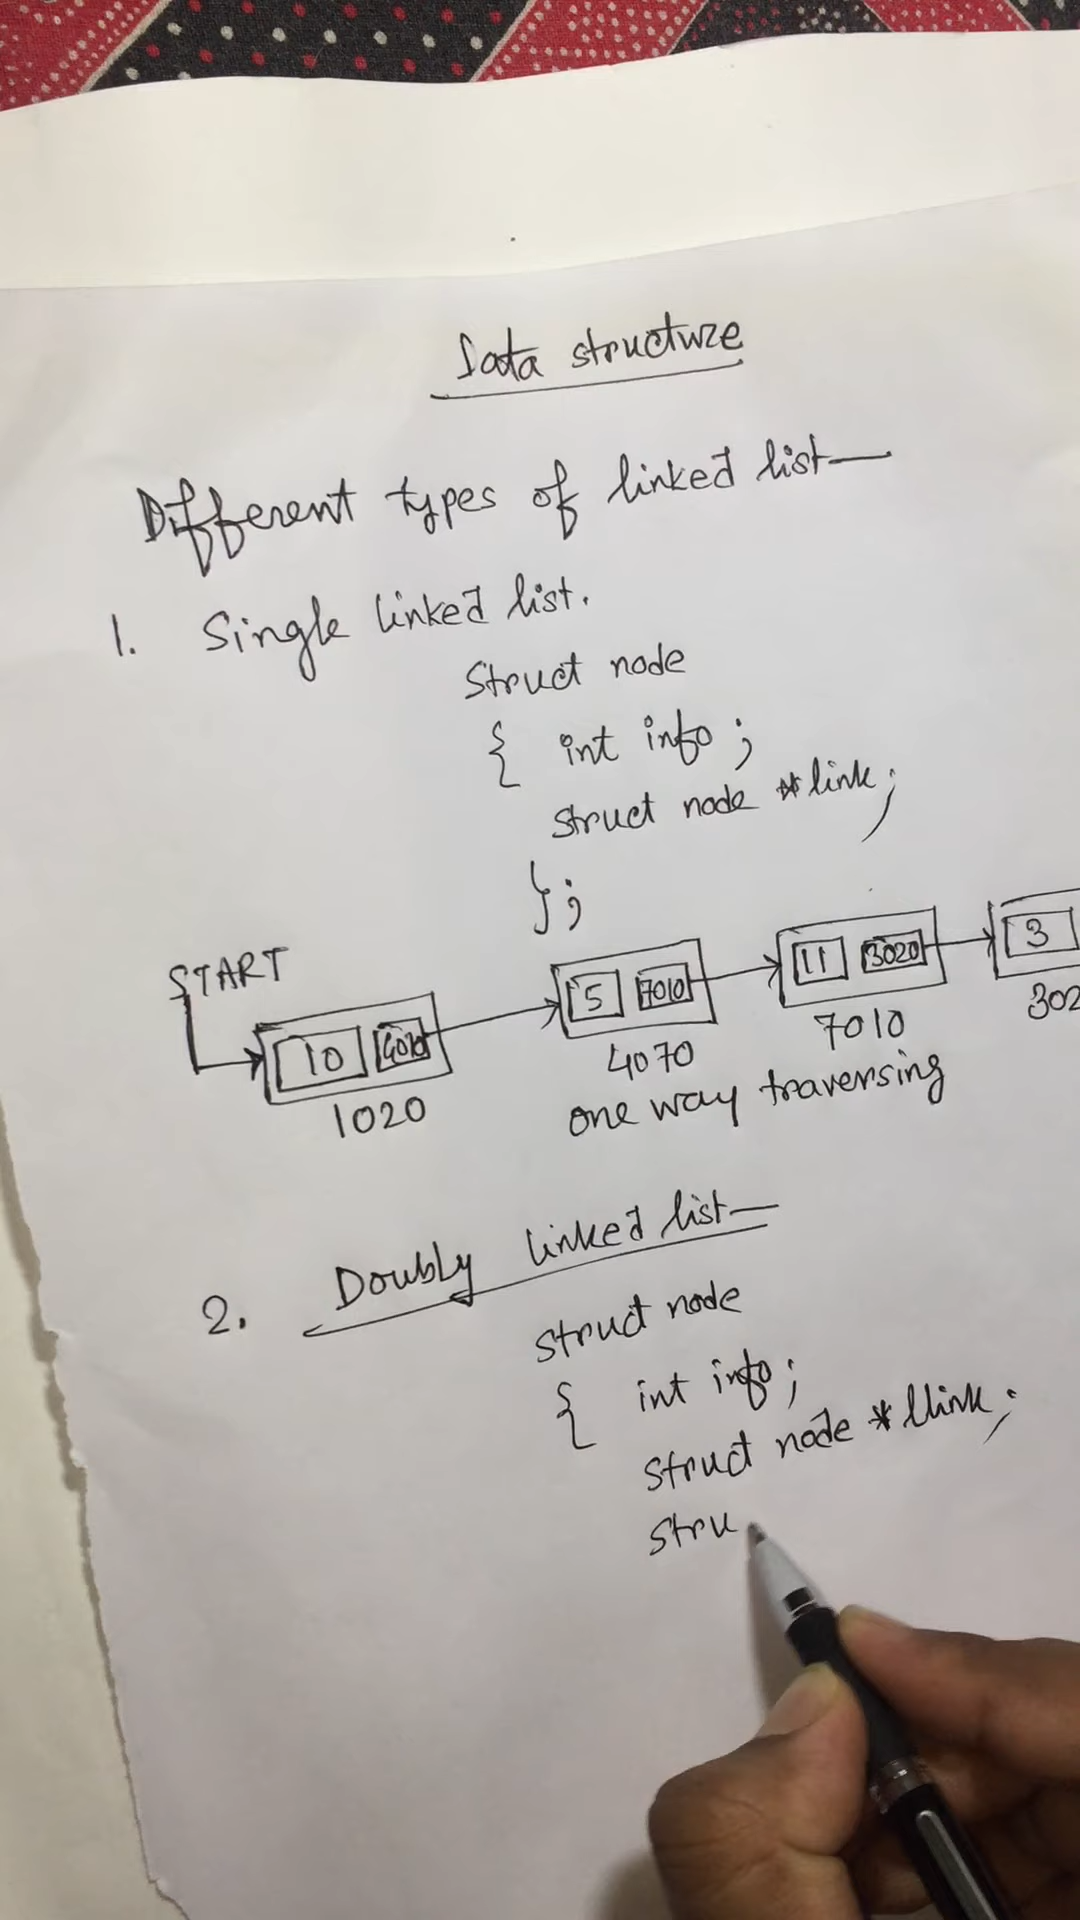 Data structure
Different types of linked list—
1. Single linked list.
struct node
{ int info;
struct node *link;
};
START
10 4070 5 7010 11 3020 3
1020 4070 7010 302
one way traversing
2. Doubly linked list—
struct node
{ int info;
struct node *llink;
stru